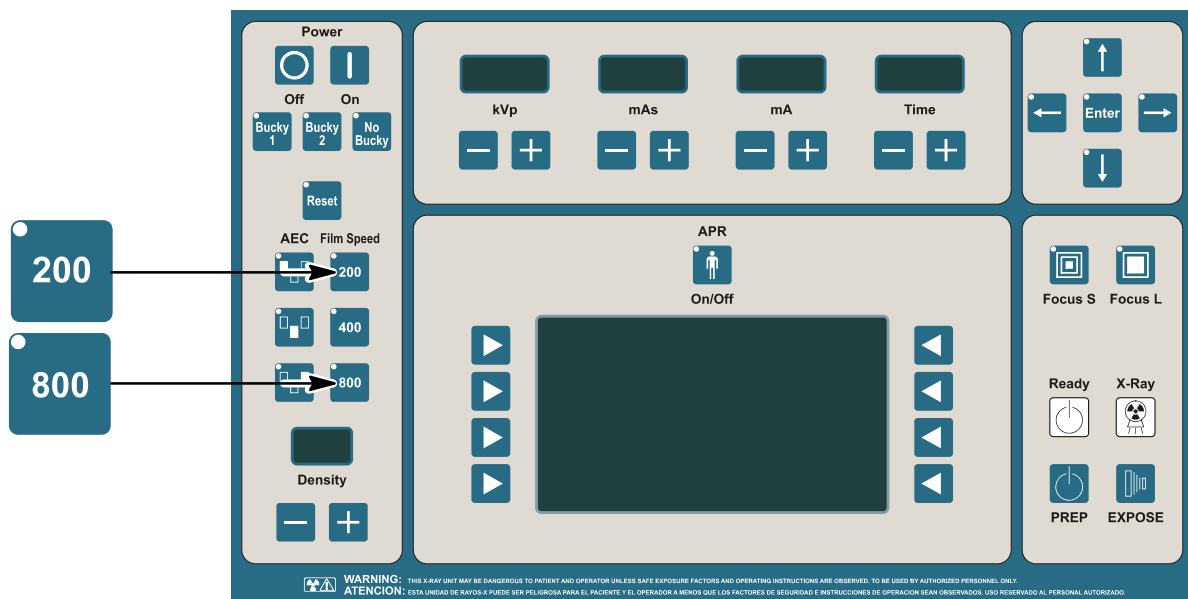 Power
Off On
Bucky 1
Bucky 2
No Bucky
Reset
AEC Film Speed
200
400
800
200
800
Density
kVp mAs mA Time
Enter
APR
On/Off
Focus S Focus L
Ready X-Ray
PREP EXPOSE
WARNING: THIS X-RAY UNIT MAY BE DANGEROUS TO PATIENT AND OPERATOR UNLESS SAFE EXPOSURE FACTORS AND OPERATING INSTRUCTIONS ARE OBSERVED. TO BE USED BY AUTHORIZED PERSONNEL ONLY.
ATENCION: ESTA UNIDAD DE RAYOS-X PUEDE SER PELIGROSA PARA EL PACIENTE Y EL OPERADOR A MENOS QUE LOS FACTORES DE SEGURIDAD E INSTRUCCIONES DE OPERACION SEAN OBSERVADOS. USO RESERVADO AL PERSONAL AUTORIZADO.